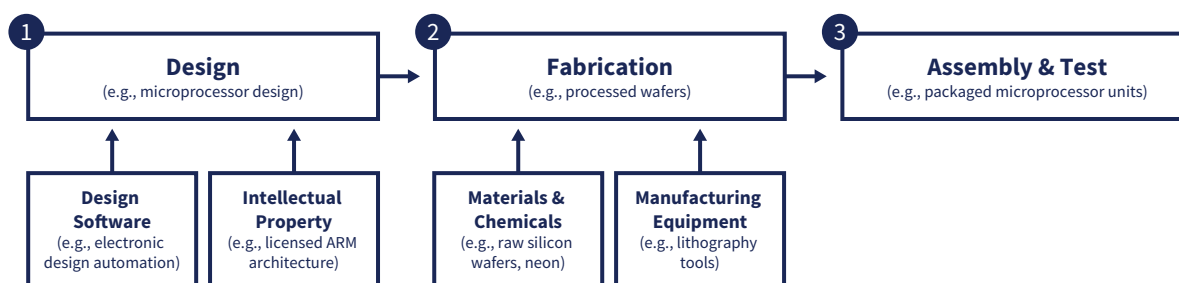 1
Design
(e.g., microprocessor design)
2
Fabrication
(e.g., processed wafers)
3
Assembly & Test
(e.g., packaged microprocessor units)
Design
Software
(e.g., electronic
design automation)
Intellectual
Property
(e.g., licensed ARM
architecture)
Materials &
Chemicals
(e.g., raw silicon
wafers, neon)
Manufacturing
Equipment
(e.g., lithography
tools)